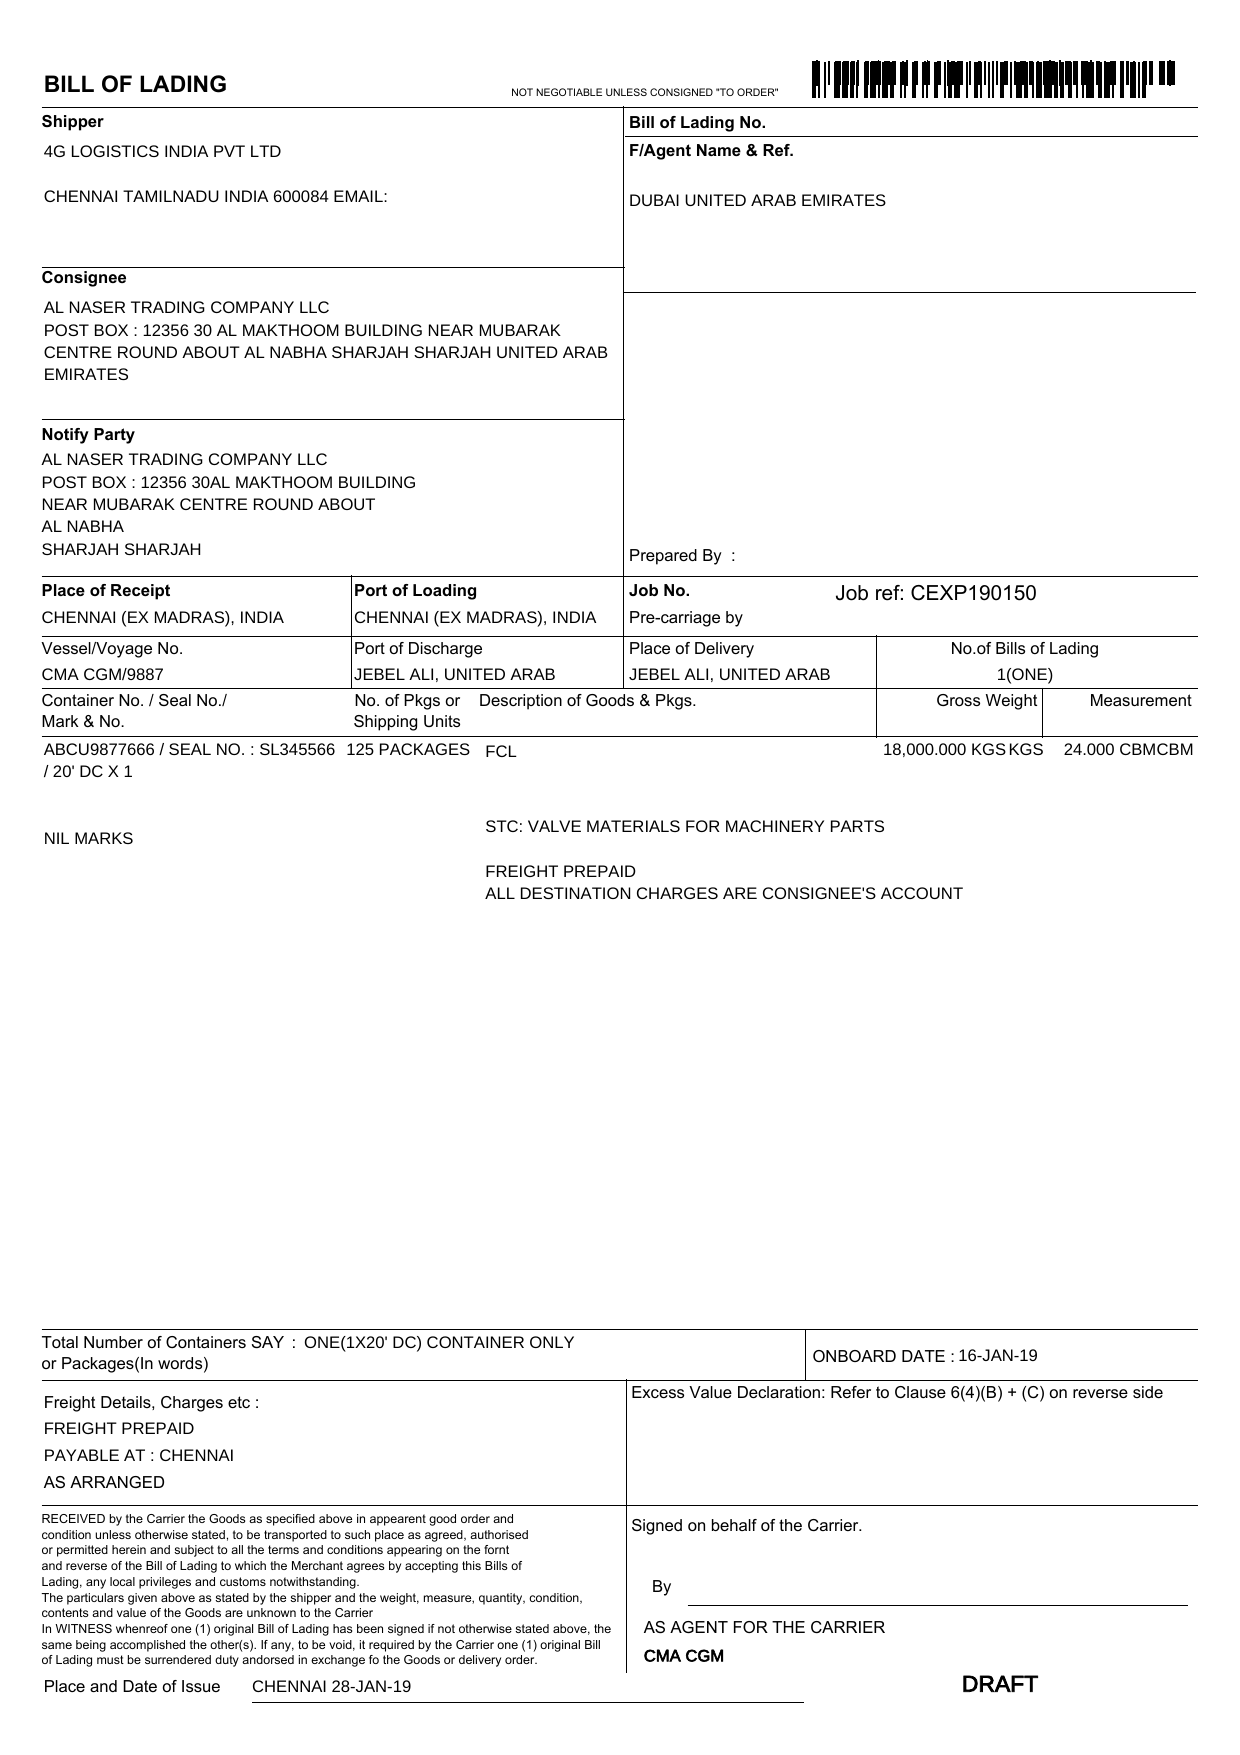 BILL OF LADING
NOT NEGOTIABLE UNLESS CONSIGNED "TO ORDER"
Shipper
4G LOGISTICS INDIA PVT LTD
CHENNAI TAMILNADU INDIA 600084 EMAIL:
Bill of Lading No.
F/Agent Name & Ref.
DUBAI UNITED ARAB EMIRATES
Consignee
AL NASER TRADING COMPANY LLC
POST BOX : 12356 30 AL MAKTHOOM BUILDING NEAR MUBARAK
CENTRE ROUND ABOUT AL NABHA SHARJAH SHARJAH UNITED ARAB
EMIRATES
Notify Party
AL NASER TRADING COMPANY LLC
POST BOX : 12356 30AL MAKTHOOM BUILDING
NEAR MUBARAK CENTRE ROUND ABOUT
AL NABHA
SHARJAH SHARJAH
Prepared By :
Place of Receipt
CHENNAI (EX MADRAS), INDIA
Port of Loading
CHENNAI (EX MADRAS), INDIA
Job No. Job ref: CEXP190150
Pre-carriage by
Vessel/Voyage No.
CMA CGM/9887
Port of Discharge
JEBEL ALI, UNITED ARAB
Place of Delivery
JEBEL ALI, UNITED ARAB
No.of Bills of Lading
1(ONE)
Container No. / Seal No./
Mark & No.
No. of Pkgs or
Shipping Units
Description of Goods & Pkgs.
Gross Weight
Measurement
ABCU9877666 / SEAL NO. : SL345566 125 PACKAGES FCL 18,000.000 KGS KGS 24.000 CBMCBM
/ 20' DC X 1
STC: VALVE MATERIALS FOR MACHINERY PARTS
NIL MARKS
FREIGHT PREPAID
ALL DESTINATION CHARGES ARE CONSIGNEE'S ACCOUNT
Total Number of Containers SAY : ONE(1X20' DC) CONTAINER ONLY
or Packages(In words)
ONBOARD DATE : 16-JAN-19
Freight Details, Charges etc :
FREIGHT PREPAID
PAYABLE AT : CHENNAI
AS ARRANGED
Excess Value Declaration: Refer to Clause 6(4)(B) + (C) on reverse side
RECEIVED by the Carrier the Goods as specified above in appearent good order and
condition unless otherwise stated, to be transported to such place as agreed, authorised
or permitted herein and subject to all the terms and conditions appearing on the fornt
and reverse of the Bill of Lading to which the Merchant agrees by accepting this Bills of
Lading, any local privileges and customs notwithstanding.
The particulars given above as stated by the shipper and the weight, measure, quantity, condition,
contents and value of the Goods are unknown to the Carrier
In WITNESS whenreof one (1) original Bill of Lading has been signed if not otherwise stated above, the
same being accomplished the other(s). If any, to be void, it required by the Carrier one (1) original Bill
of Lading must be surrendered duty andorsed in exchange fo the Goods or delivery order.
Signed on behalf of the Carrier.
By
AS AGENT FOR THE CARRIER
CMA CGM
Place and Date of Issue CHENNAI 28-JAN-19
DRAFT